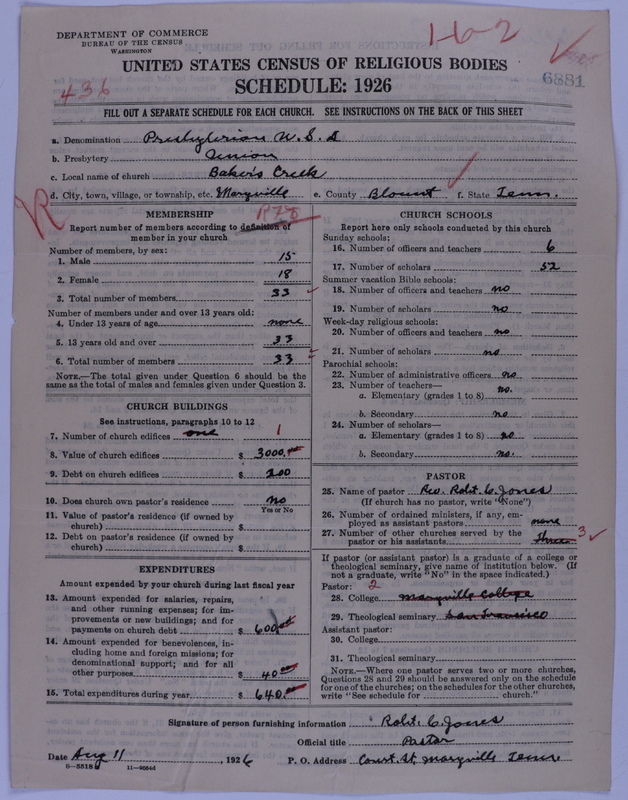 DEPARTMENT OF COMMERCE
BUREAU OF THE CENSUS
WASHINGTON
1-6-2
UNITED STATES CENSUS OF RELIGIOUS BODIES
6881
SCHEDULE: 1926
436
FILL OUT A SEPARATE SCHEDULE FOR EACH CHURCH. SEE INSTRUCTIONS ON THE BACK OF THIS SHEET
a. Denomination Presbyterian U.S.A
b. Presbytery Union
c. Local name of church Baker's Creek
d. City, town, village, or township, etc. Maryville e. County Blount f. State Tenn.
R
MEMBERSHIP
Report number of members according to definition of member in your church
Number of members, by sex:
1. Male 15
2. Female 18
3. Total number of members 33
Number of members under and over 13 years old:
4. Under 13 years of age none
5. 13 years old and over 33
6. Total number of members 33
NOTE.—The total given under Question 6 should be
same as the total of males and females given under Question 3.
CHURCH BUILDINGS
See instructions, paragraphs 10 to 12
7. Number of church edifices one 1
8. Value of church edifices $ 3000.00
9. Debt on church edifices $ 200
10. Does church own pastor's residence no
Yes or No
11. Value of pastor's residence (if owned by
church) $
12. Debt on pastor's residence (if owned by
church) $
EXPENDITURES
Amount expended by your church during last fiscal year
13. Amount expended for salaries, repairs,
and other running expenses; for im-
provements or new buildings; and for
payments on church debt $ 600.00
14. Amount expended for benevolences, in-
cluding home and foreign missions; for
denominational support; and for all
other purposes $ 40.00
15. Total expenditures during year $ 640.00
CHURCH SCHOOLS
Report here only schools conducted by this church
Sunday schools:
16. Number of officers and teachers 6
17. Number of scholars 52
Summer vacation Bible schools:
18. Number of officers and teachers no
19. Number of scholars no
Week-day religious schools:
20. Number of officers and teachers no
21. Number of scholars no
Parochial schools:
22. Number of administrative officers no
23. Number of teachers—
a. Elementary (grades 1 to 8) no.
b. Secondary no
24. Number of scholars—
a. Elementary (grades 1 to 8) no
b. Secondary no.
PASTOR
25. Name of pastor Rev. Robt. C. Jones
(If church has no pastor, write "None")
26. Number of ordained ministers, if any, em-
ployed as assistant pastors none
27. Number of other churches served by the
pastor or his assistants Three 3
If pastor (or assistant pastor) is a graduate of a college or
theological seminary, give name of institution below. (If
not a graduate, write "No" in the space indicated.)
Pastor: 2
28. College Maryville College
29. Theological seminary San Francisco
Assistant pastor:
30. College
31. Theological seminary
NOTE.—Where one pastor serves two or more churches,
Questions 28 and 29 should be answered only on the schedule
for one of the churches; on the schedules for the other churches,
write "See schedule for church."
Signature of person furnishing information Robt. C. Jones
Official title Pastor
Date Aug 11, 1926 P. O. Address Court St. Maryville Tenn.